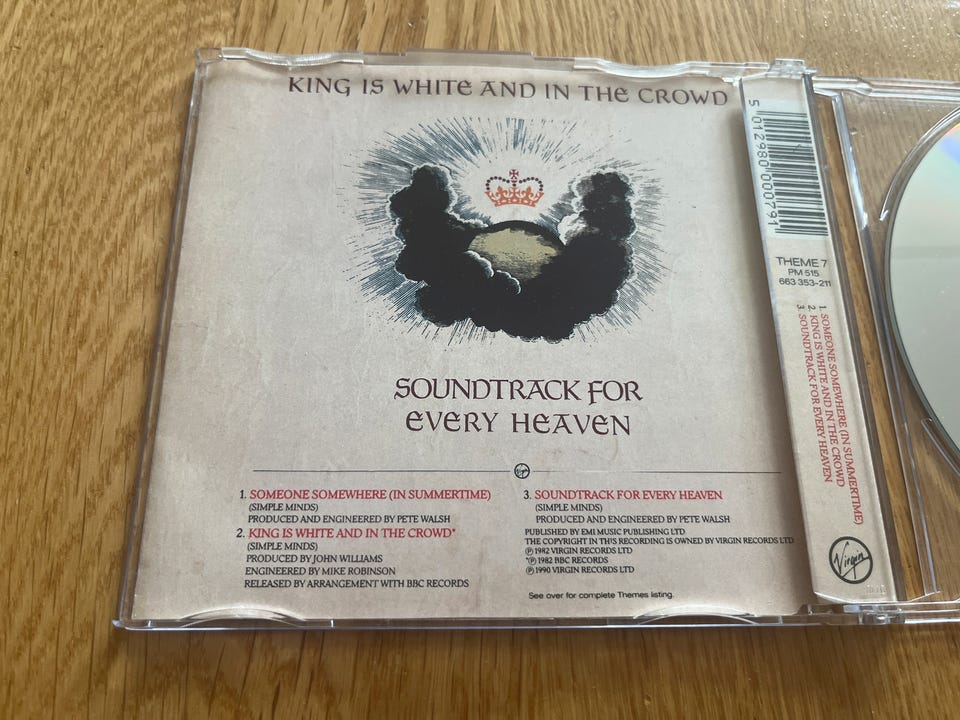 KING IS WHITE AND IN THE CROWD
SOUNDTRACK FOR
EVERY HEAVEN
Virgin
1. SOMEONE SOMEWHERE (IN SUMMERTIME)
(SIMPLE MINDS)
PRODUCED AND ENGINEERED BY PETE WALSH
2. KING IS WHITE AND IN THE CROWD*
(SIMPLE MINDS)
PRODUCED BY JOHN WILLIAMS
ENGINEERED BY MIKE ROBINSON
RELEASED BY ARRANGEMENT WITH BBC RECORDS
3. SOUNDTRACK FOR EVERY HEAVEN
(SIMPLE MINDS)
PRODUCED AND ENGINEERED BY PETE WALSH
PUBLISHED BY EMI MUSIC PUBLISHING LTD
THE COPYRIGHT IN THIS RECORDING IS OWNED BY VIRGIN RECORDS LTD
℗ 1982 VIRGIN RECORDS LTD
*℗ 1982 BBC RECORDS
℗ 1990 VIRGIN RECORDS LTD
See over for complete Themes listing.
5 012980 000791
THEME 7
PM 515
663 353-211
1. SOMEONE SOMEWHERE (IN SUMMERTIME)
2. KING IS WHITE AND IN THE CROWD
3. SOUNDTRACK FOR EVERY HEAVEN
Virgin